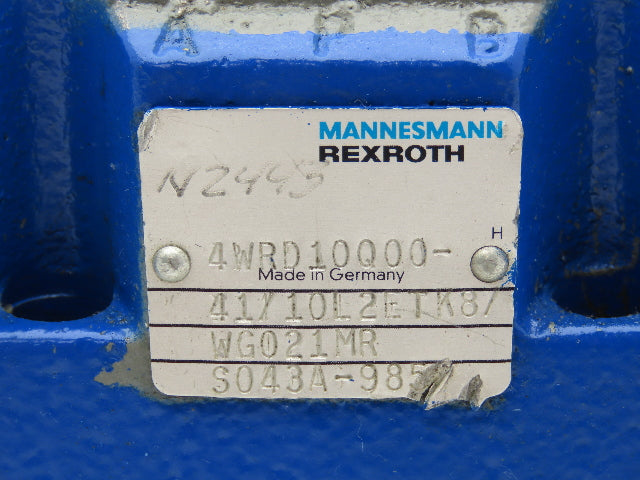 A P B
MANNESMANN
REXROTH
N2445
H
4WRD10Q00-
Made in Germany
41/10L2ETK8/
WG021MR
S043A-985